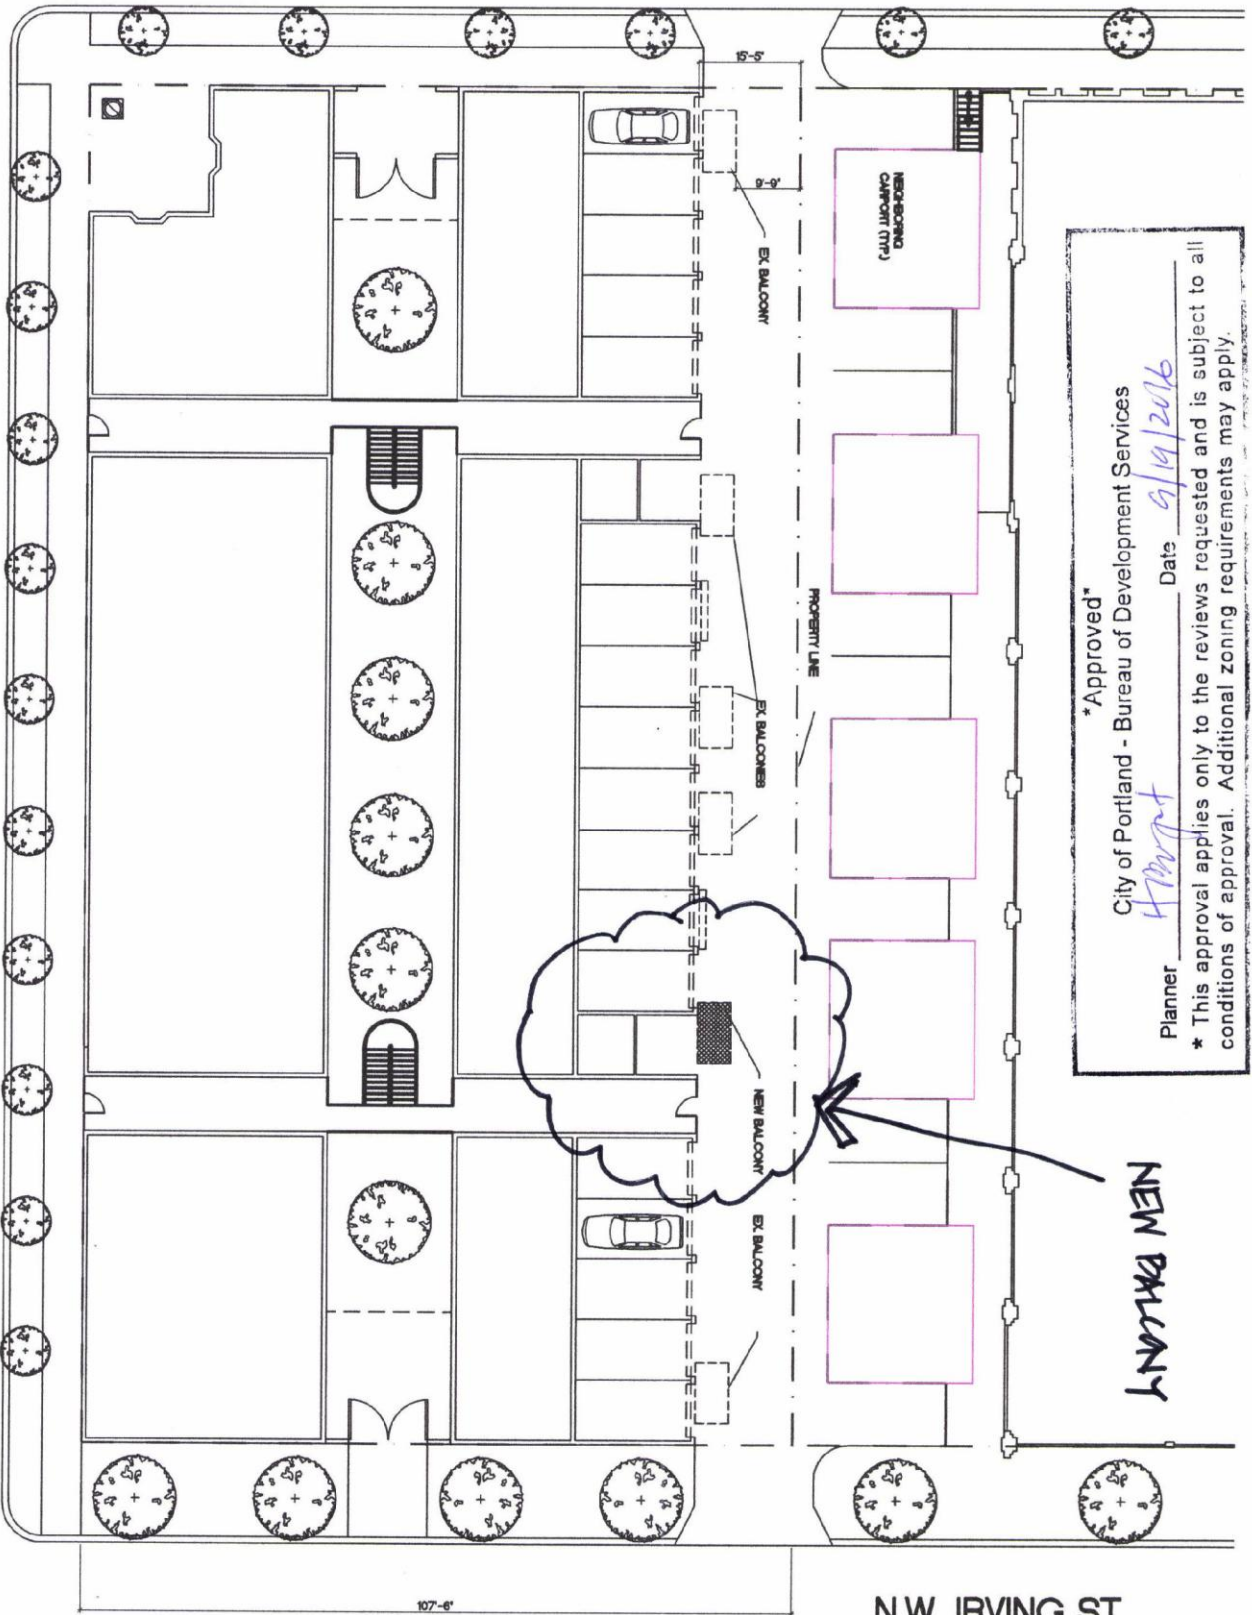 15'-5"
9'-9"
NEIGHBORING
CARPORT (TYP.)
EX. BALCONY
PROPERTY LINE
EX. BALCONIES
NEW BALCONY
EX. BALCONY
107'-6"
N.W. IRVING ST.
NEW BALCONY
*Approved*
City of Portland - Bureau of Development Services
Planner Date 9/19/2016
* This approval applies only to the reviews requested and is subject to all
conditions of approval. Additional zoning requirements may apply.